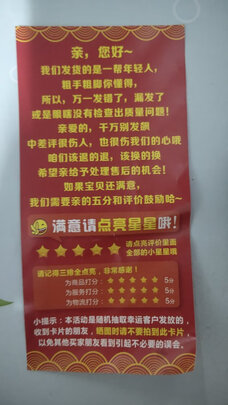 亲，您好~
我们发货的是一帮年轻人，
粗手粗脚你懂得，
所以，万一发错了，漏发了
或是眼瞎没有检查出质量问题！
亲爱的，千万别发飙
中差评很伤人，也很伤我们的心哦
咱们该退的退，该换的换
希望亲给予处理售后的机会！
如果宝贝还满意，
我们需要亲的五分和评价鼓励哈~
满意请点亮星星哦！
请点亮评价里面
全部的小星星哦
请记得三排全点亮，非常感谢！
为商品打分： 5分
为服务打分： 5分
为物流打分： 5分
小提示：本活动是随机抽取幸运客户发放的，
收到卡片的朋友，晒图时请不要拍到此卡片，
以免其他买家朋友看到引起不必要的误会。